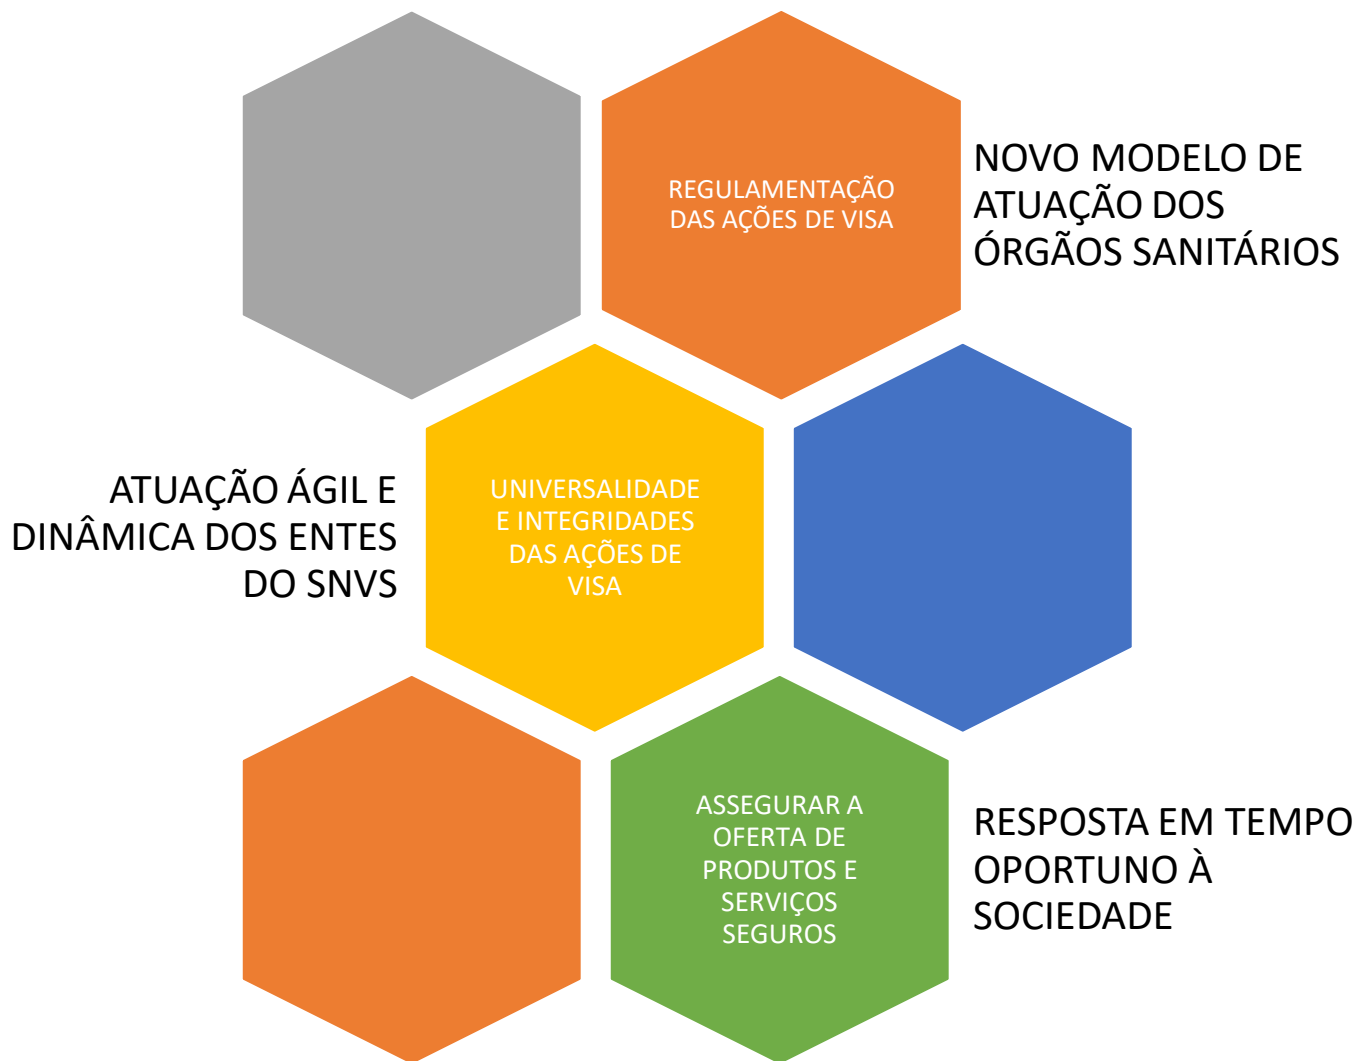 REGULAMENTAÇÃO
DAS AÇÕES DE VISA
NOVO MODELO DE
ATUAÇÃO DOS
ÓRGÃOS SANITÁRIOS
ATUAÇÃO ÁGIL E
DINÂMICA DOS ENTES
DO SNVS
UNIVERSALIDADE
E INTEGRIDADES
DAS AÇÕES DE
VISA
ASSEGURAR A
OFERTA DE
PRODUTOS E
SERVIÇOS
SEGUROS
RESPOSTA EM TEMPO
OPORTUNO À
SOCIEDADE